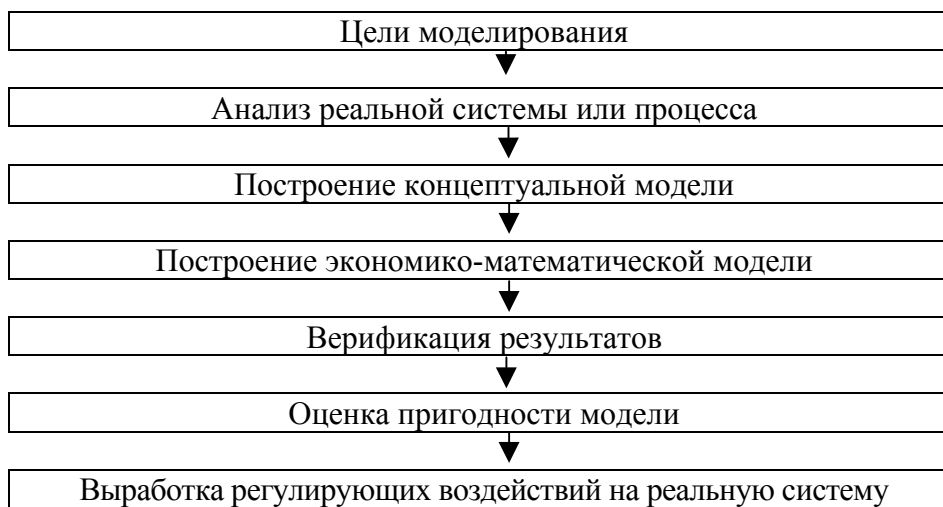 Цели моделирования
Анализ реальной системы или процесса
Построение концептуальной модели
Построение экономико-математической модели
Верификация результатов
Оценка пригодности модели
Выработка регулирующих воздействий на реальную систему